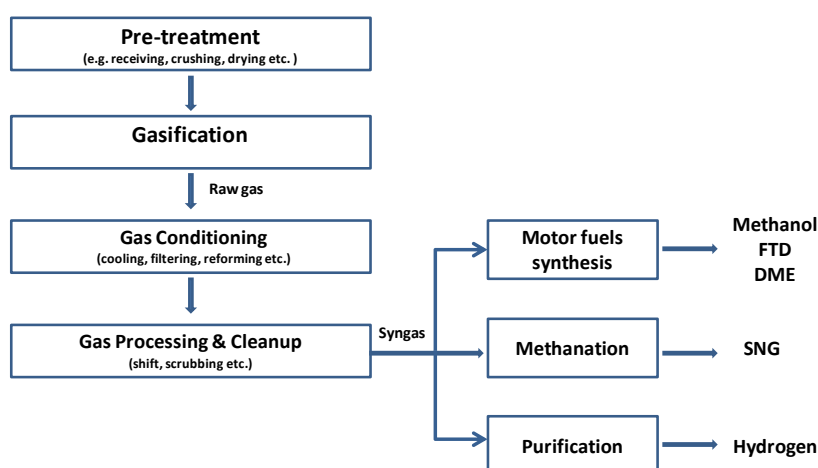 Pre-treatment
(e.g. receiving, crushing, drying etc. )
Gasification
Raw gas
Gas Conditioning
(cooling, filtering, reforming etc.)
Gas Processing & Cleanup
(shift, scrubbing etc.)
Syngas
Motor fuels
synthesis
Methanol
FTD
DME
Methanation
SNG
Purification
Hydrogen